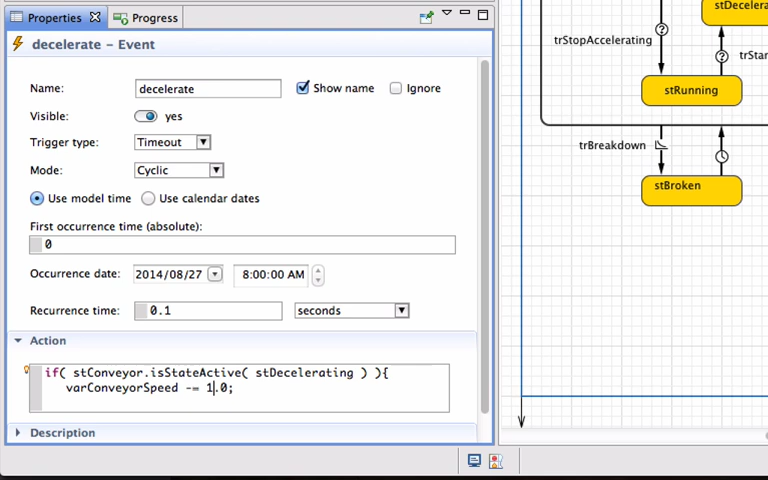 Properties
Progress
decelerate – Event
Name: decelerate Show name Ignore
Visible: yes
Trigger type: Timeout
Mode: Cyclic
Use model time Use calendar dates
First occurrence time (absolute):
0
Occurrence date: 2014/08/27 8:00:00 AM
Recurrence time: 0.1 seconds
Action
if( stConveyor.isStateActive( stDecelerating ) ){
varConveyorSpeed -= 1.0;
Description
stDecelera
trStopAccelerating
trStar
stRunning
trBreakdown
stBroken